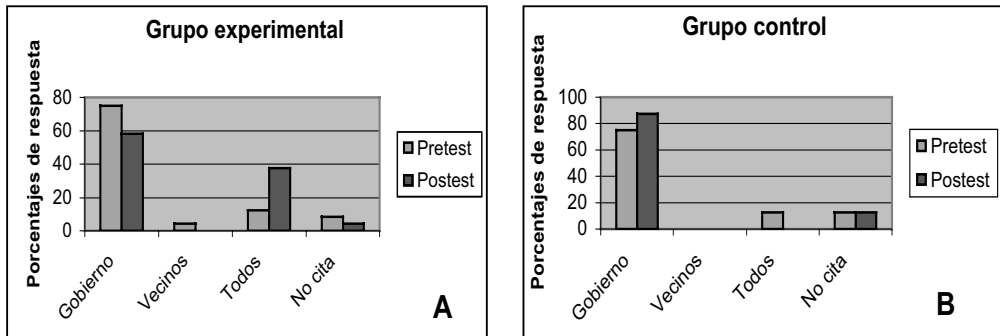 Grupo experimental
Porcentajes de respuesta
80
60
40
20
0
Gobierno
Vecinos
Todos
No cita
Pretest
Postest
A
Grupo control
Porcentajes de respuesta
100
80
60
40
20
0
Gobierno
Vecinos
Todos
No cita
Pretest
Postest
B